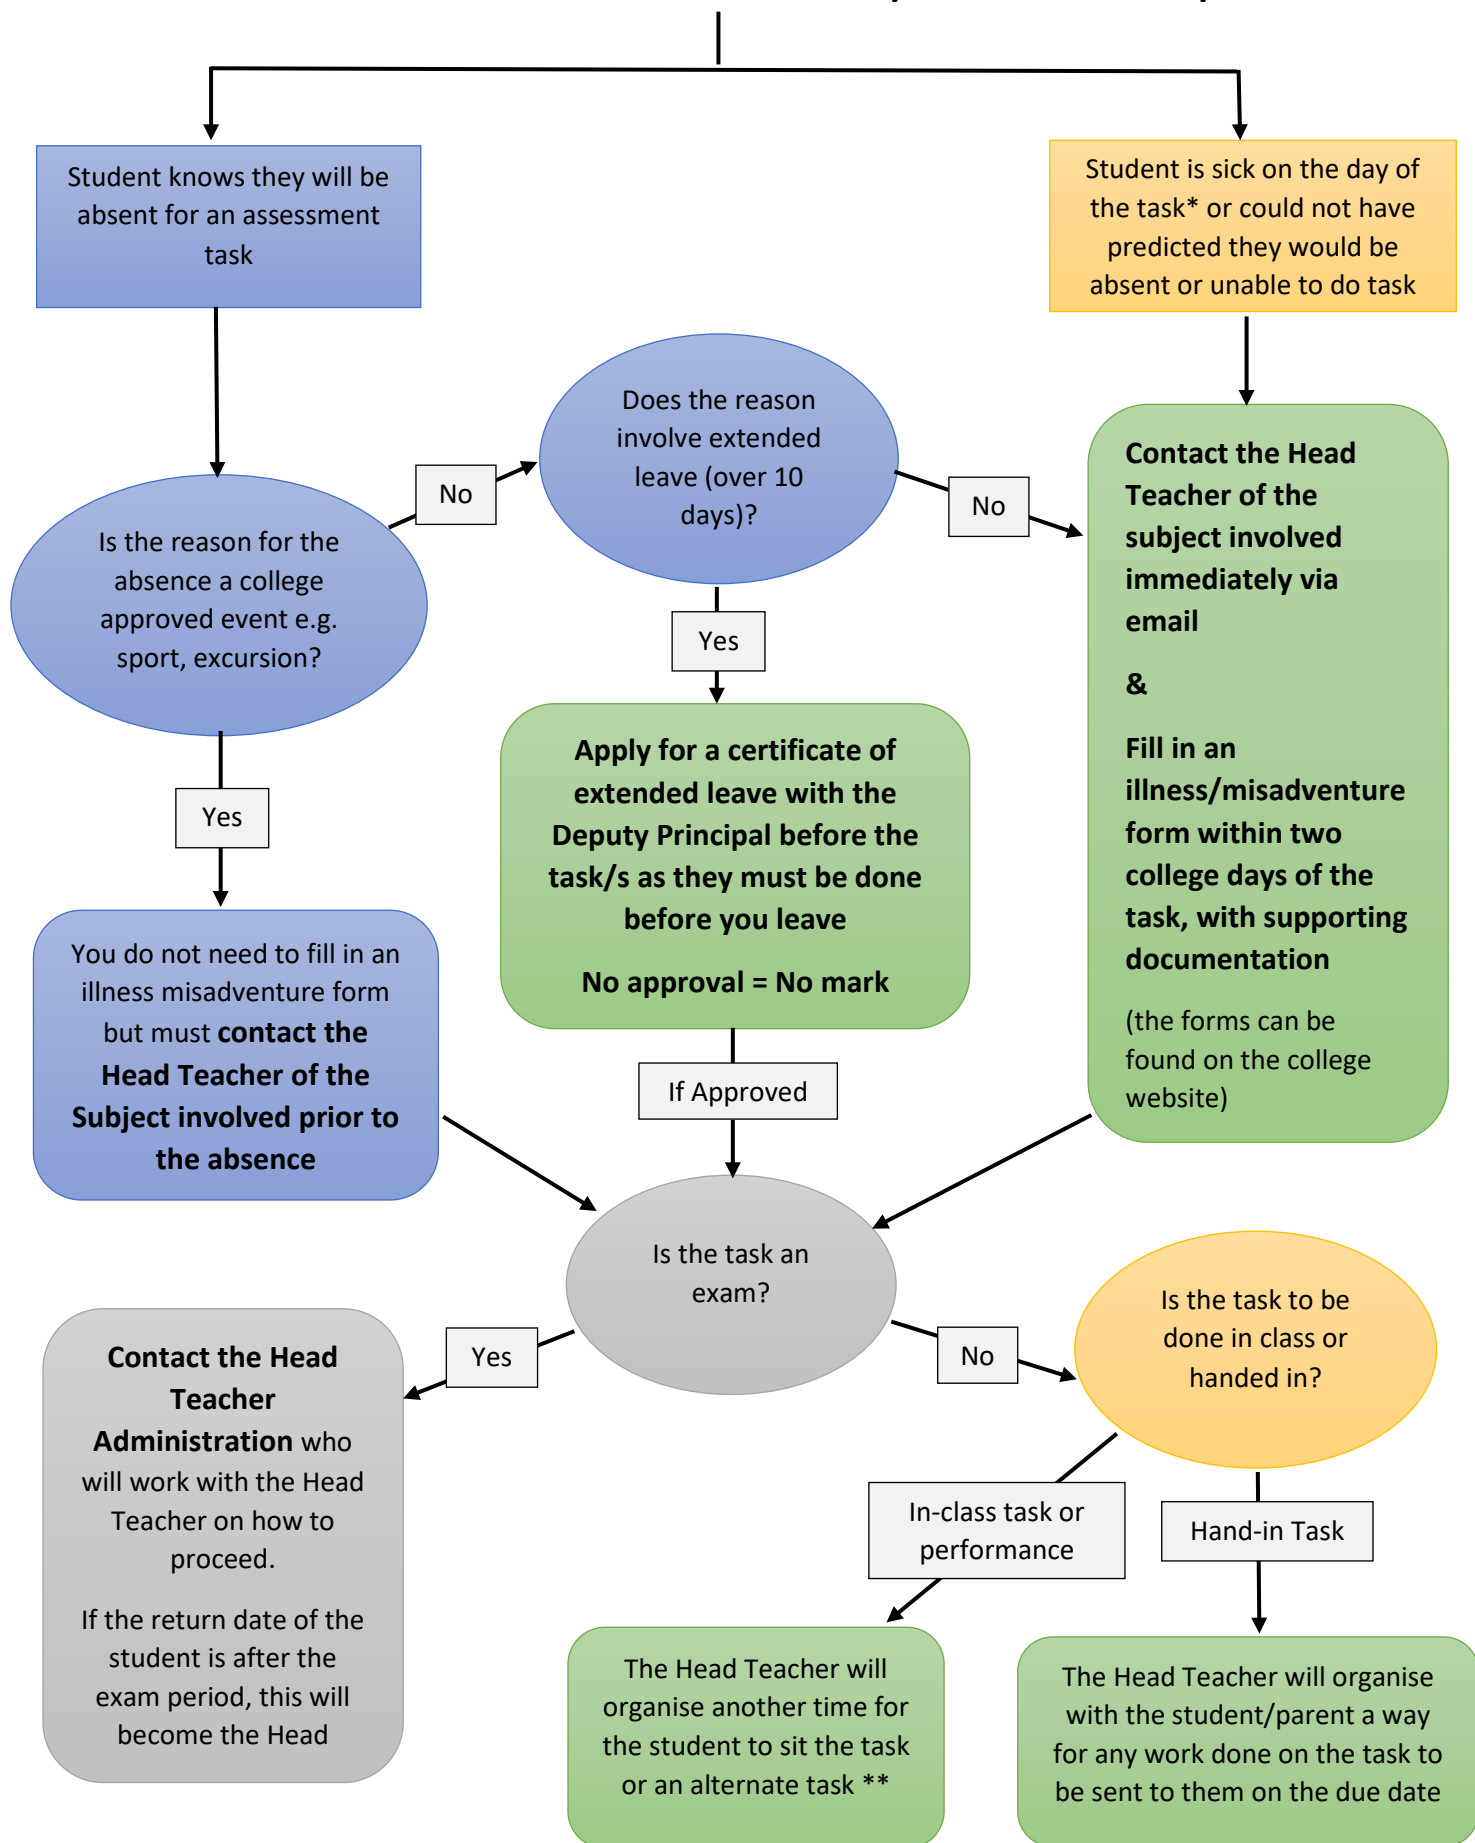 Student knows they will be
absent for an assessment
task
Student is sick on the day of
the task* or could not have
predicted they would be
absent or unable to do task
Does the reason
involve extended
leave (over 10
days)?
No
No
Is the reason for the
absence a college
approved event e.g.
sport, excursion?
Contact the Head
Teacher of the
subject involved
immediately via
email
&
Fill in an
illness/misadventure
form within two
college days of the
task, with supporting
documentation
(the forms can be
found on the college
website)
Yes
Apply for a certificate of
extended leave with the
Deputy Principal before the
task/s as they must be done
before you leave
No approval = No mark
Yes
You do not need to fill in an
illness misadventure form
but must contact the
Head Teacher of the
Subject involved prior to
the absence
If Approved
Is the task an
exam?
Yes
No
Is the task to be
done in class or
handed in?
Contact the Head
Teacher
Administration who
will work with the Head
Teacher on how to
proceed.
If the return date of the
student is after the
exam period, this will
become the Head
In-class task or
performance
Hand-in Task
The Head Teacher will
organise another time for
the student to sit the task
or an alternate task **
The Head Teacher will organise
with the student/parent a way
for any work done on the task to
be sent to them on the due date